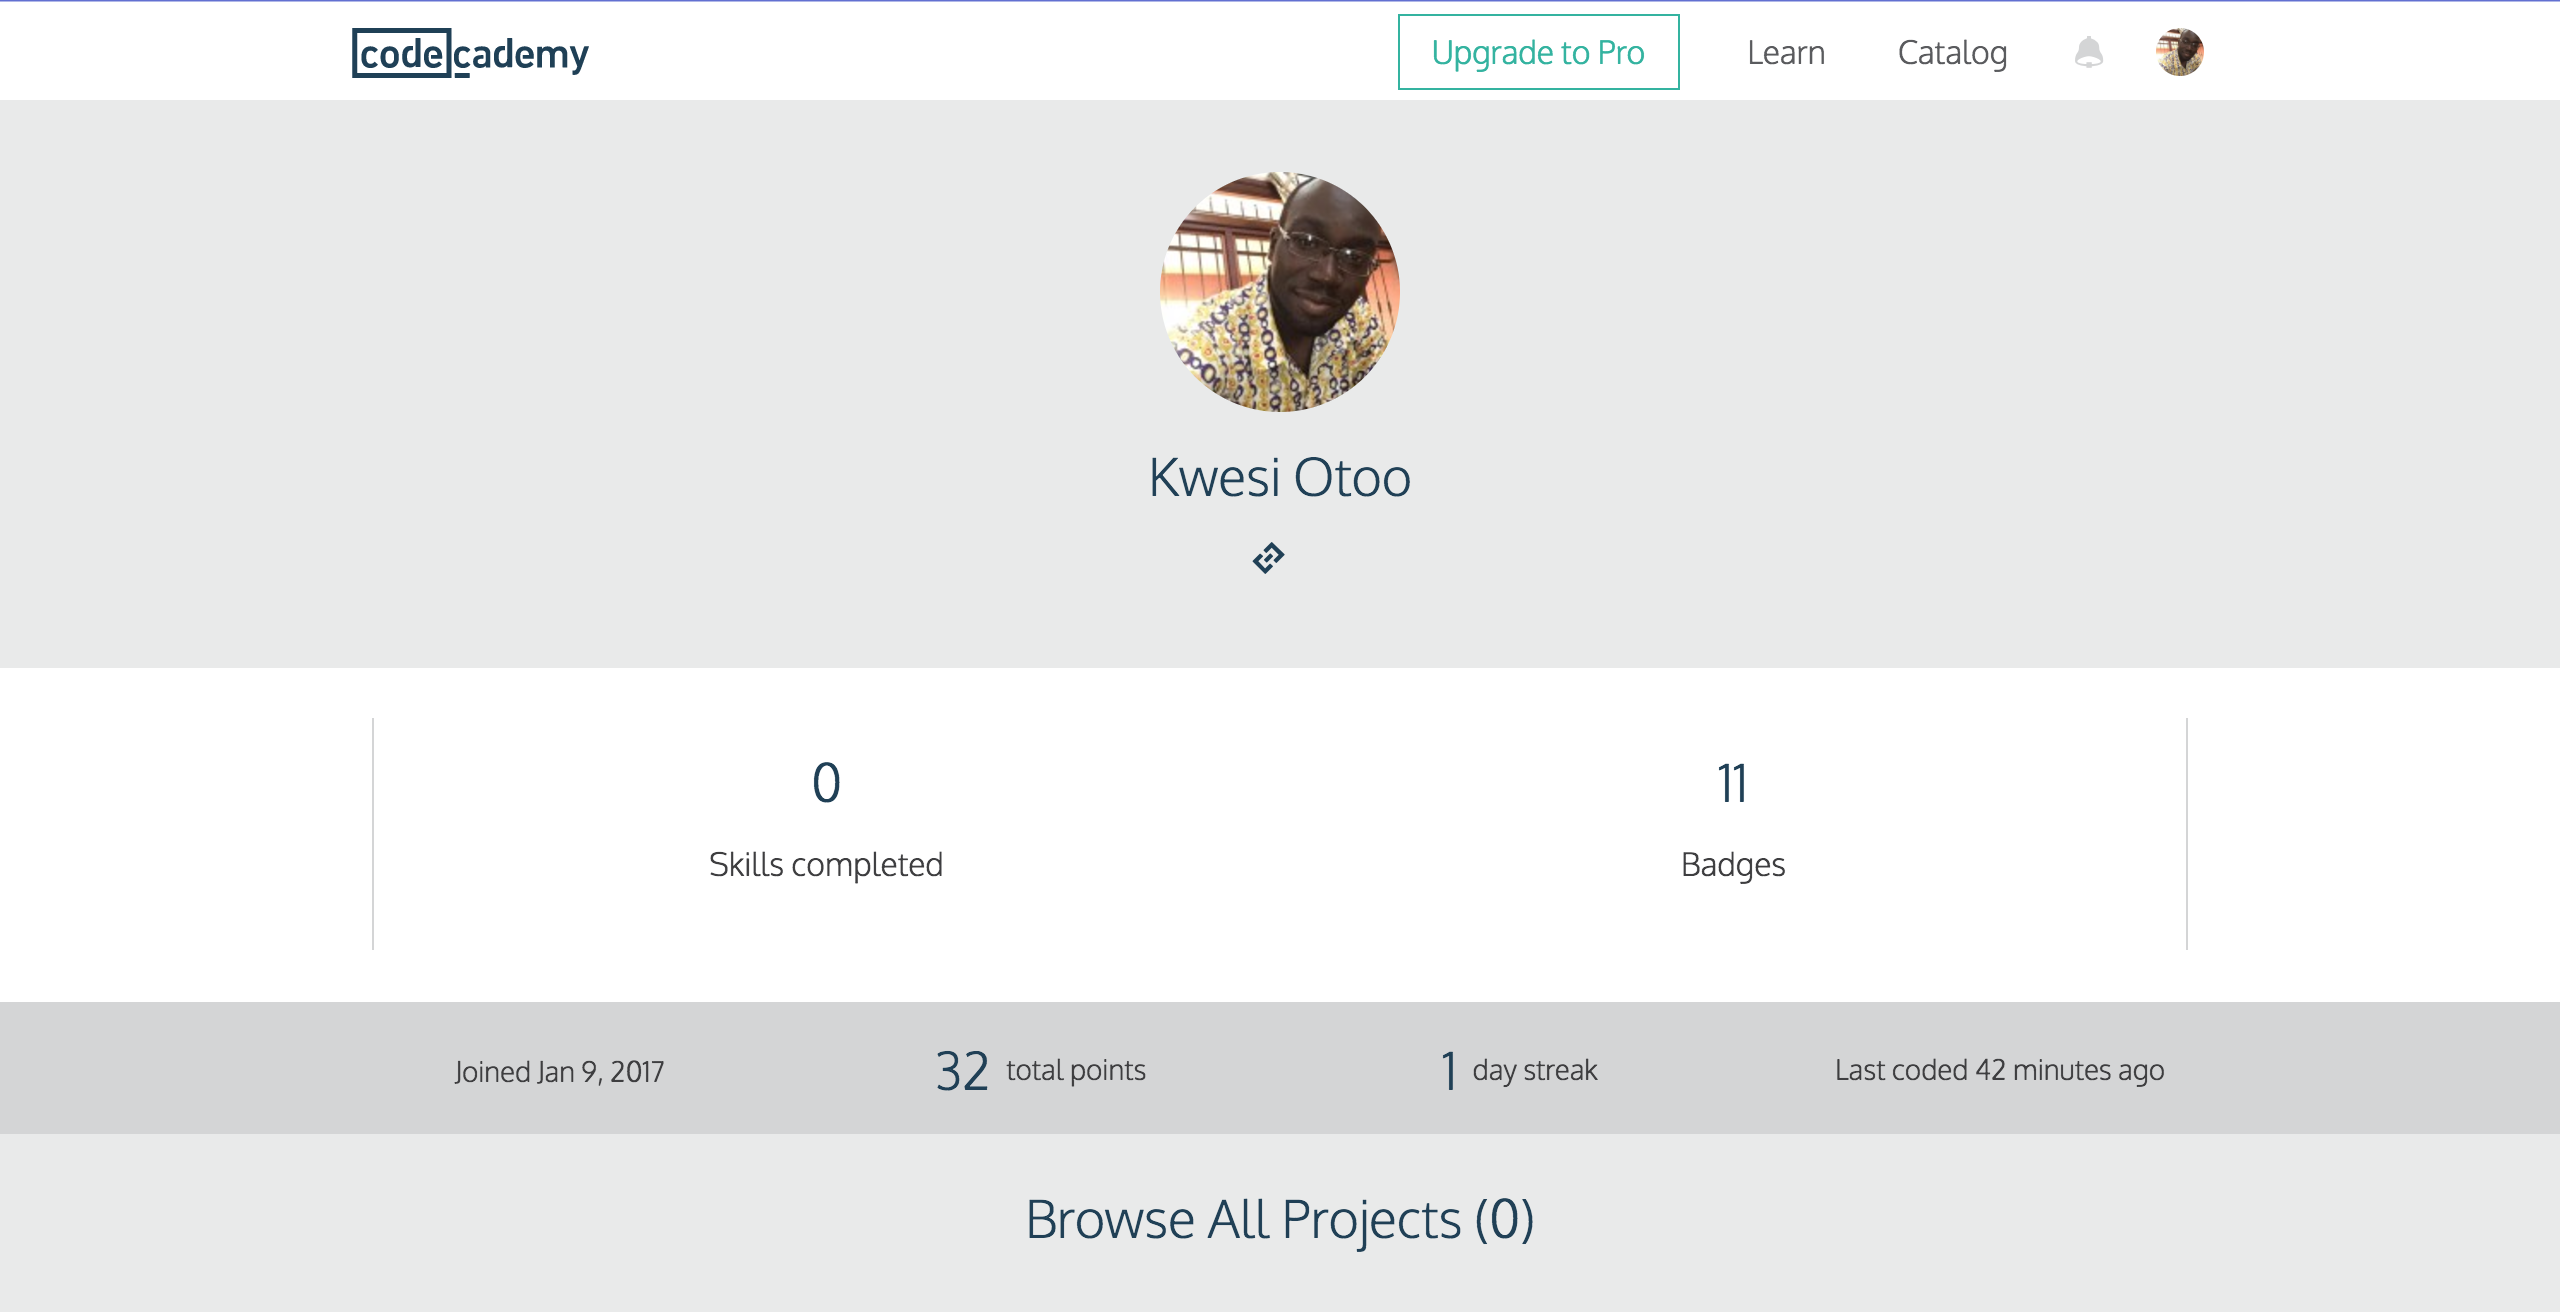 codecademy
Upgrade to Pro
Learn
Catalog
Kwesi Otoo
0
Skills completed
11
Badges
Joined Jan 9, 2017
32 total points
1 day streak
Last coded 42 minutes ago
Browse All Projects (0)